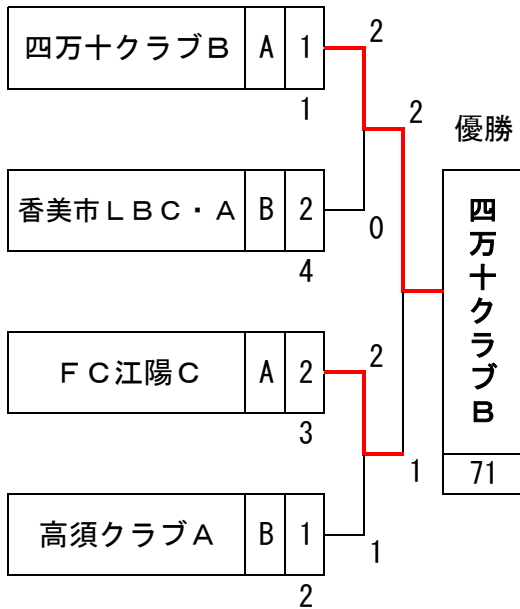 四万十クラブＢ A 1 2
1
2
優勝
香美市ＬＢＣ・Ａ B 2 0
4
四万十クラブＢ
ＦＣ江陽Ｃ A 2 2
3
1
71
高須クラブＡ B 1 1
2